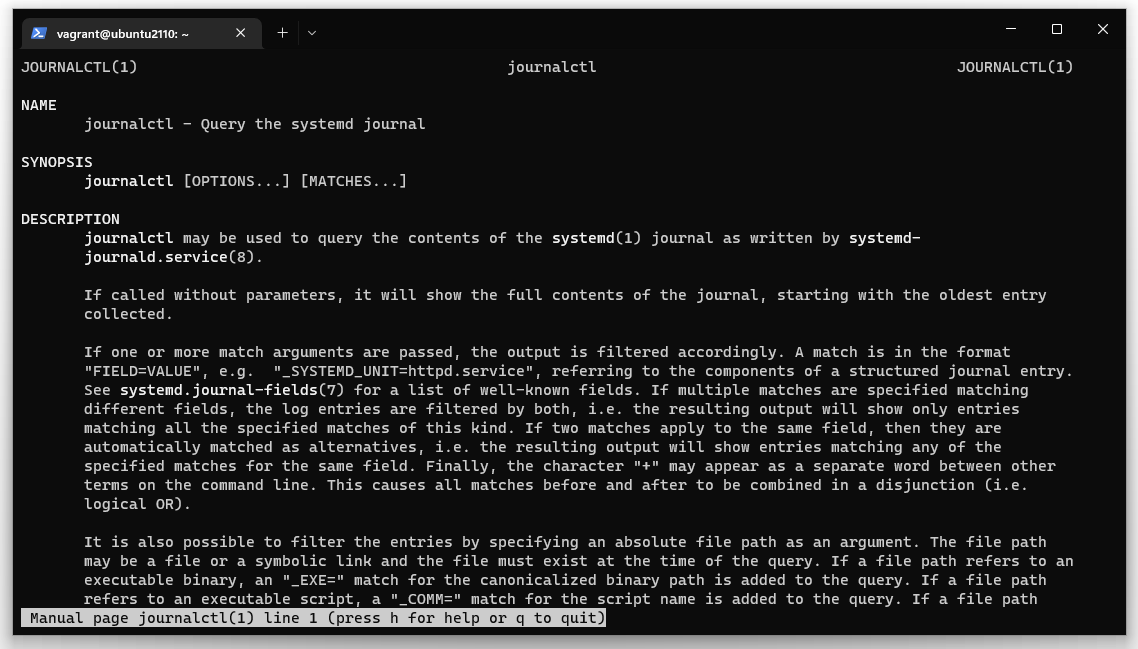 vagrant@ubuntu2110: ~
JOURNALCTL(1) journalctl JOURNALCTL(1)
NAME
journalctl - Query the systemd journal
SYNOPSIS
journalctl [OPTIONS...] [MATCHES...]
DESCRIPTION
journalctl may be used to query the contents of the systemd(1) journal as written by systemd-
journald.service(8).
If called without parameters, it will show the full contents of the journal, starting with the oldest entry
collected.
If one or more match arguments are passed, the output is filtered accordingly. A match is in the format
"FIELD=VALUE", e.g.  "_SYSTEMD_UNIT=httpd.service", referring to the components of a structured journal entry.
See systemd.journal-fields(7) for a list of well-known fields. If multiple matches are specified matching
different fields, the log entries are filtered by both, i.e. the resulting output will show only entries
matching all the specified matches of this kind. If two matches apply to the same field, then they are
automatically matched as alternatives, i.e. the resulting output will show entries matching any of the
specified matches for the same field. Finally, the character "+" may appear as a separate word between other
terms on the command line. This causes all matches before and after to be combined in a disjunction (i.e.
logical OR).
It is also possible to filter the entries by specifying an absolute file path as an argument. The file path
may be a file or a symbolic link and the file must exist at the time of the query. If a file path refers to an
executable binary, an "_EXE=" match for the canonicalized binary path is added to the query. If a file path
refers to an executable script, a "_COMM=" match for the script name is added to the query. If a file path
Manual page journalctl(1) line 1 (press h for help or q to quit)